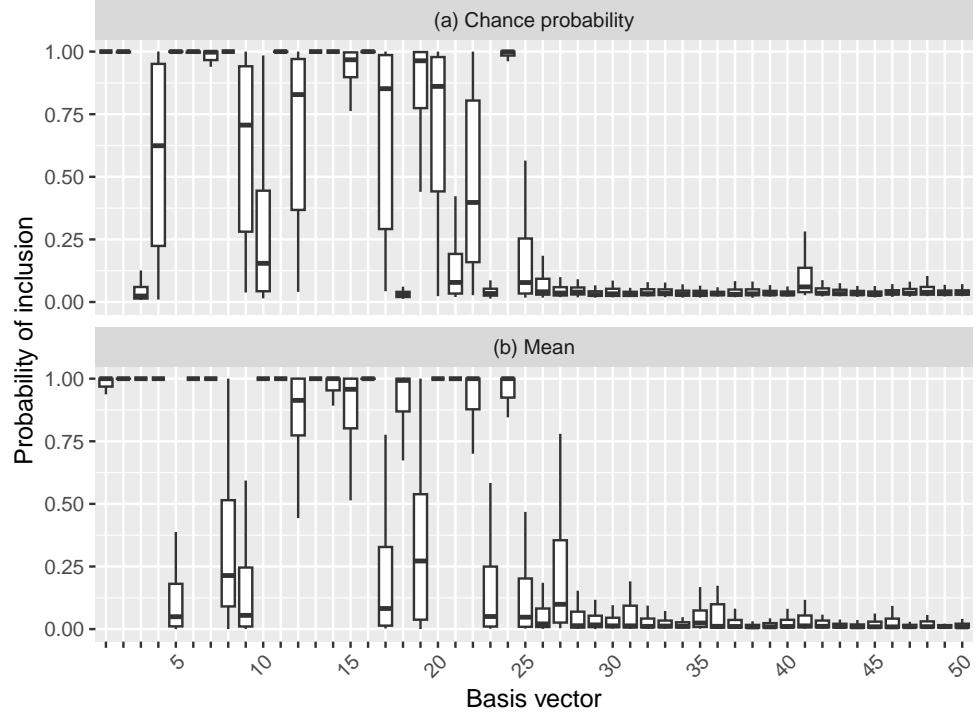 (a) Chance probability
1.00
0.75
0.50
0.25
0.00
Probability of inclusion
(b) Mean
1.00
0.75
0.50
0.25
0.00
5 10 15 20 25 30 35 40 45 50
Basis vector